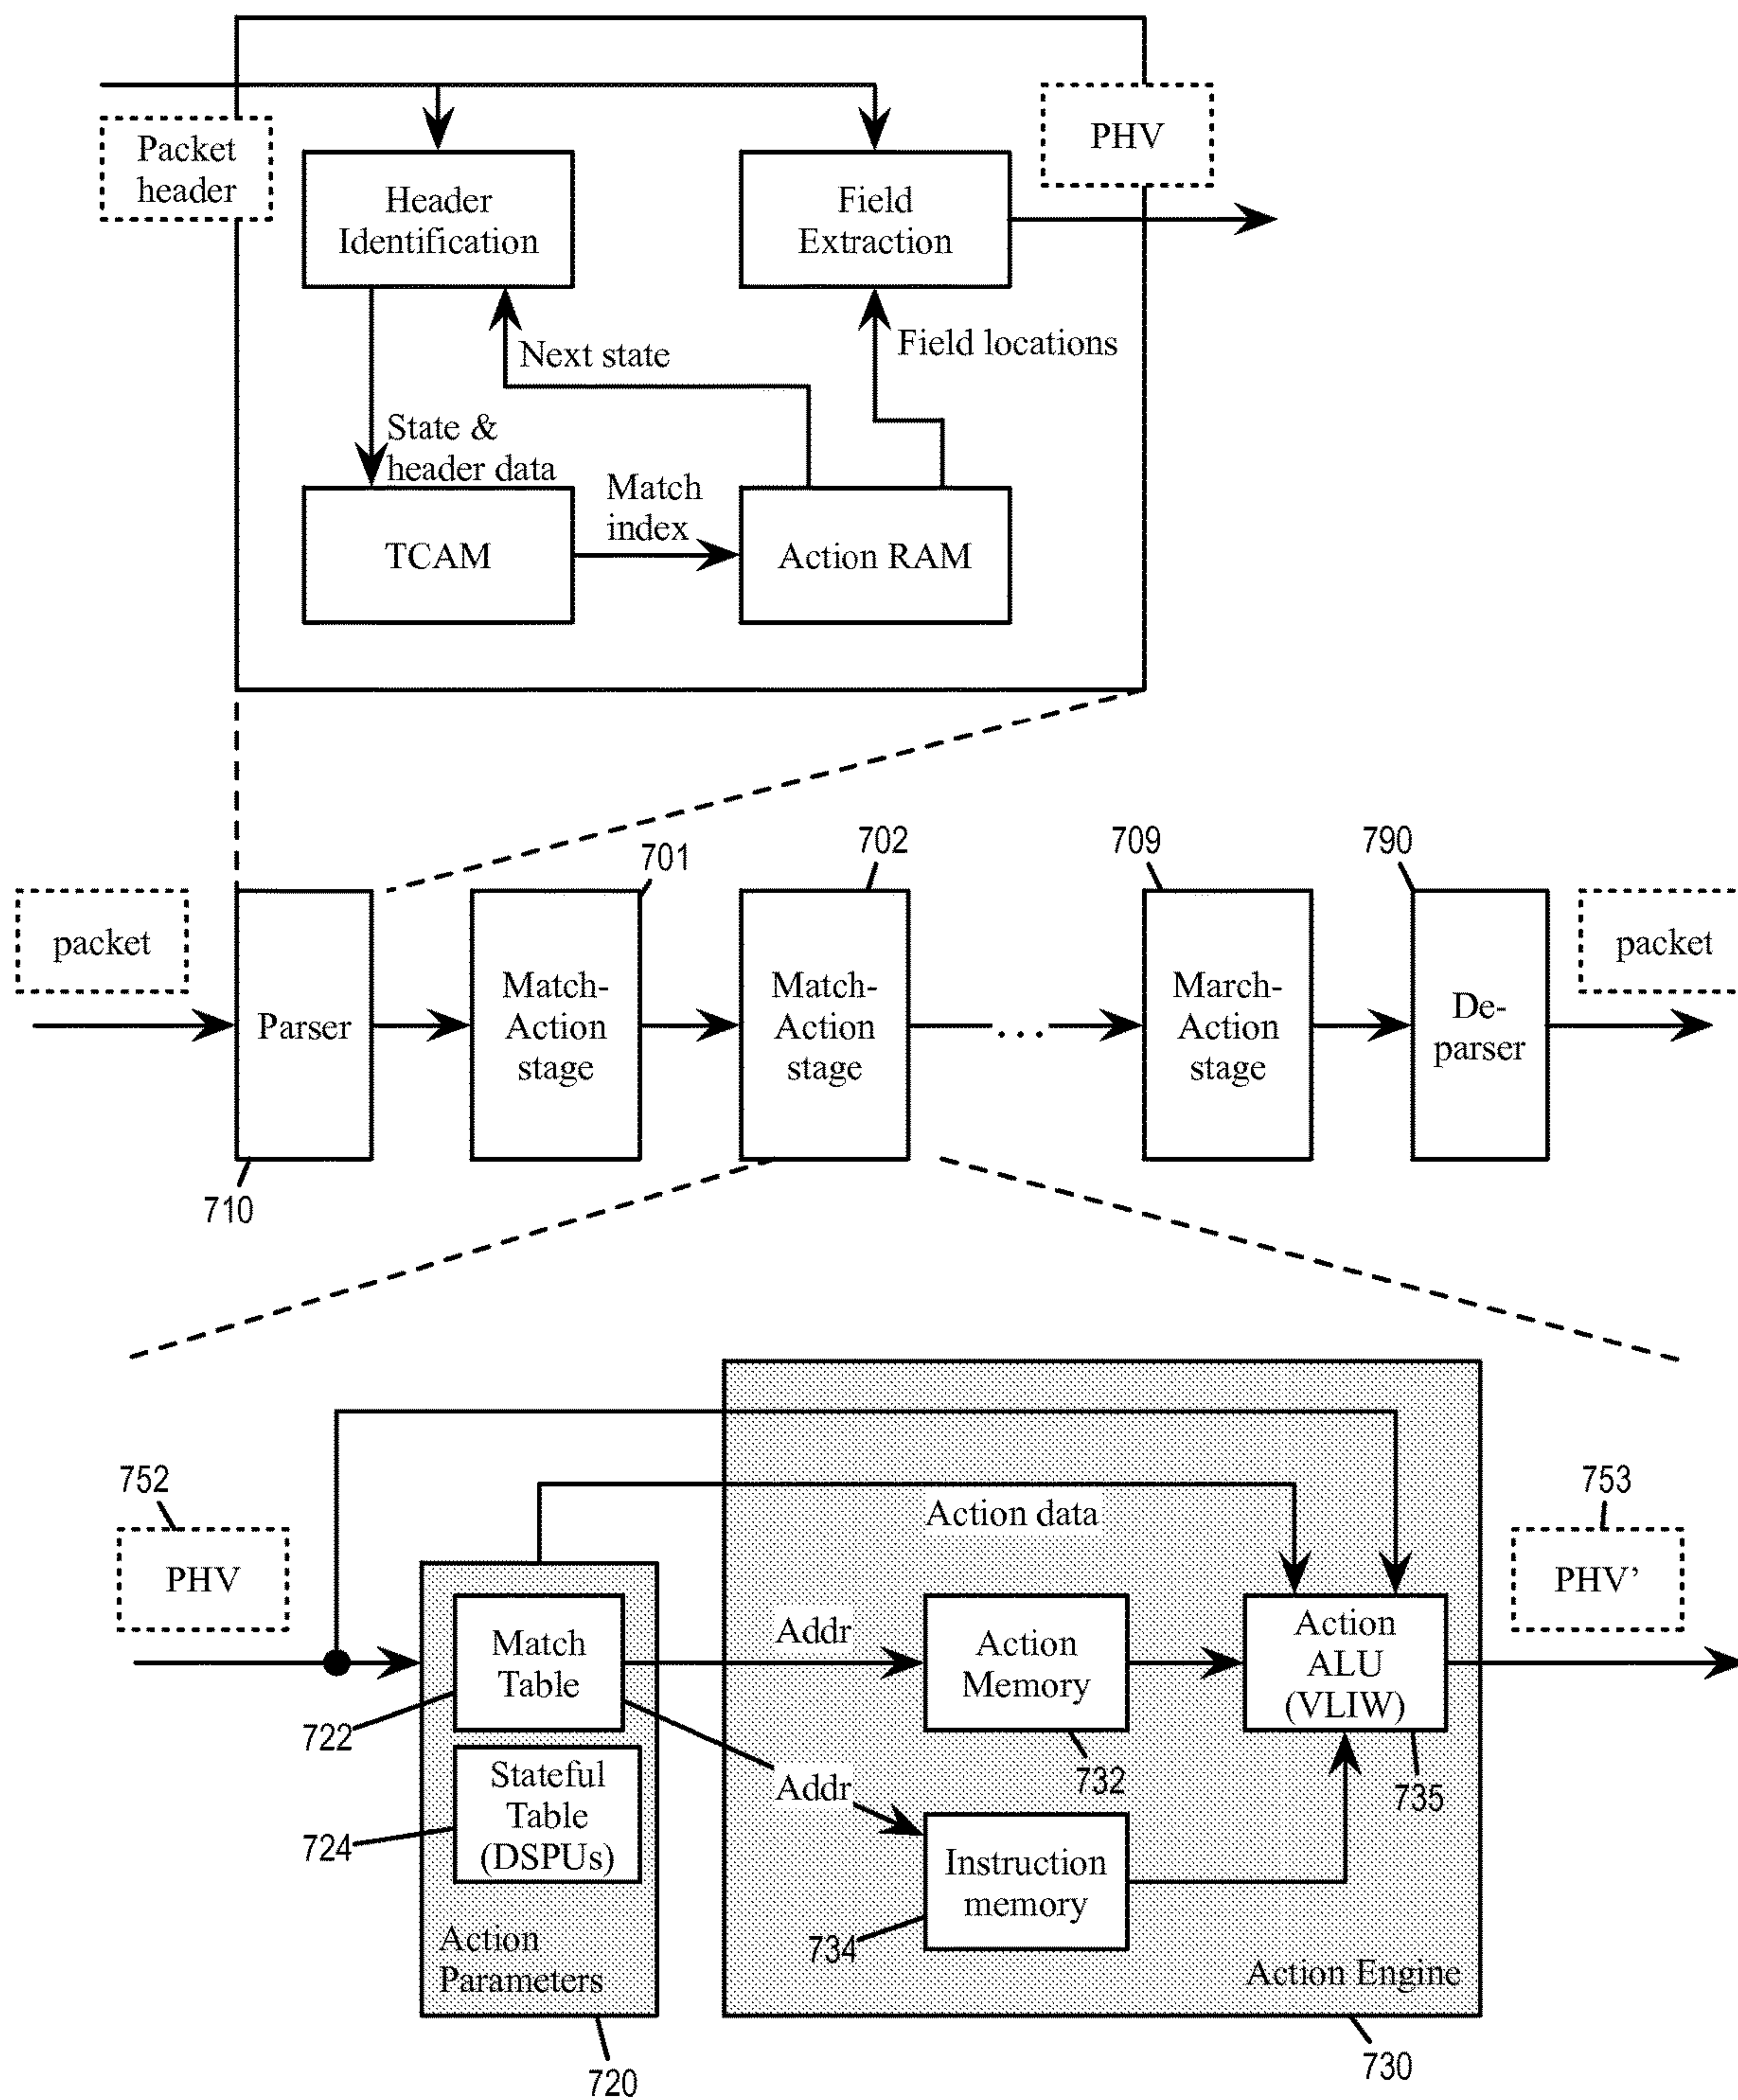 Packet
header
PHV
Header
Identification
Field
Extraction
Next state
Field locations
State &
header data
Match
index
TCAM
Action RAM
701
702
709
790
packet
packet
Parser
Match-
Action
stage
Match-
Action
stage
...
March-
Action
stage
De-
parser
710
752
753
PHV
Action data
PHV’
Match
Table
Addr
Action
Memory
Action
ALU
(VLIW)
722
732
735
Stateful
Table
(DSPUs)
724
Addr
Instruction
memory
734
Action
Parameters
Action Engine
720
730